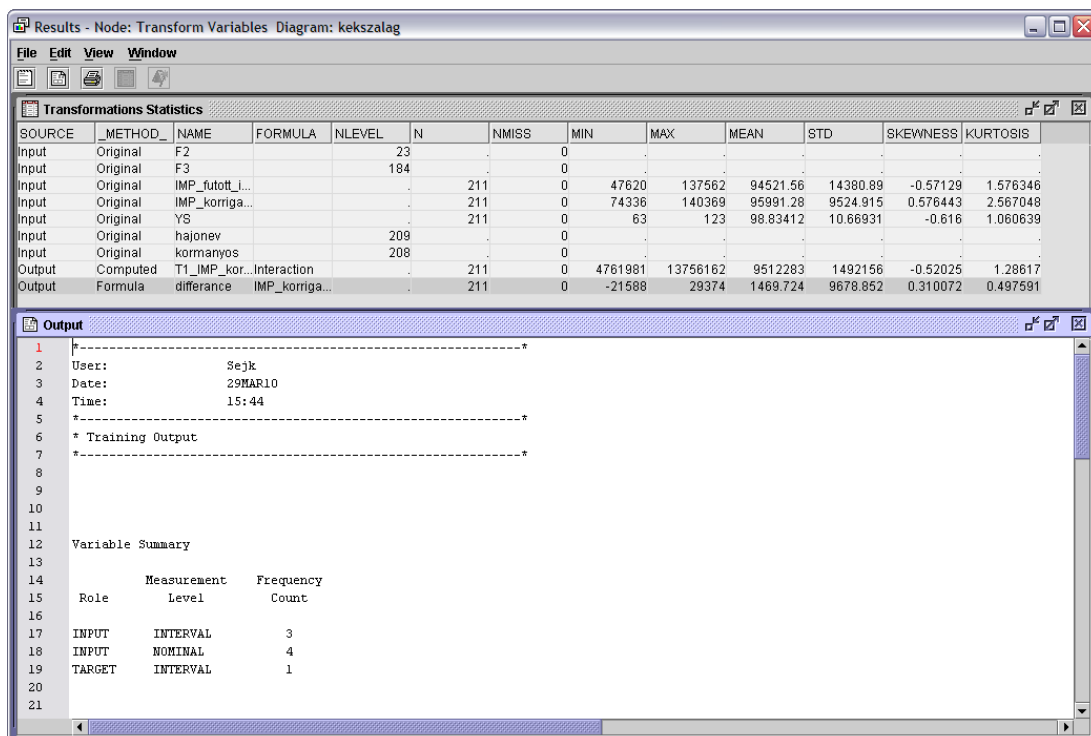 Results - Node: Transform Variables Diagram: kekszalag
File Edit View Window
Transformations Statistics
SOURCE _METHOD_ NAME FORMULA NLEVEL N NMISS MIN MAX MEAN STD SKEWNESS KURTOSIS
Input Original F2 23 . 0 . . . . . .
Input Original F3 184 . 0 . . . . . .
Input Original IMP_futott_i... . 211 0 47620 137562 94521.56 14380.89 -0.57129 1.576346
Input Original IMP_korriga... . 211 0 74336 140369 95991.28 9524.915 0.576443 2.567048
Input Original YS . 211 0 63 123 98.83412 10.66931 -0.616 1.060639
Input Original hajonev 209 . 0 . . . . . .
Input Original kormanyos 208 . 0 . . . . . .
Output Computed T1_IMP_kor... Interaction . 211 0 4761981 13756162 9512283 1492156 -0.52025 1.28617
Output Formula differance IMP_korriga... . 211 0 -21588 29374 1469.724 9678.852 0.310072 0.497591
Output
1 *------------------------------------------------------------*
2 User: Sejk
3 Date: 29MAR10
4 Time: 15:44
5 *------------------------------------------------------------*
6 * Training Output
7 *------------------------------------------------------------*
8
9
10
11
12 Variable Summary
13
14 Measurement Frequency
15 Role Level Count
16
17 INPUT INTERVAL 3
18 INPUT NOMINAL 4
19 TARGET INTERVAL 1
20
21